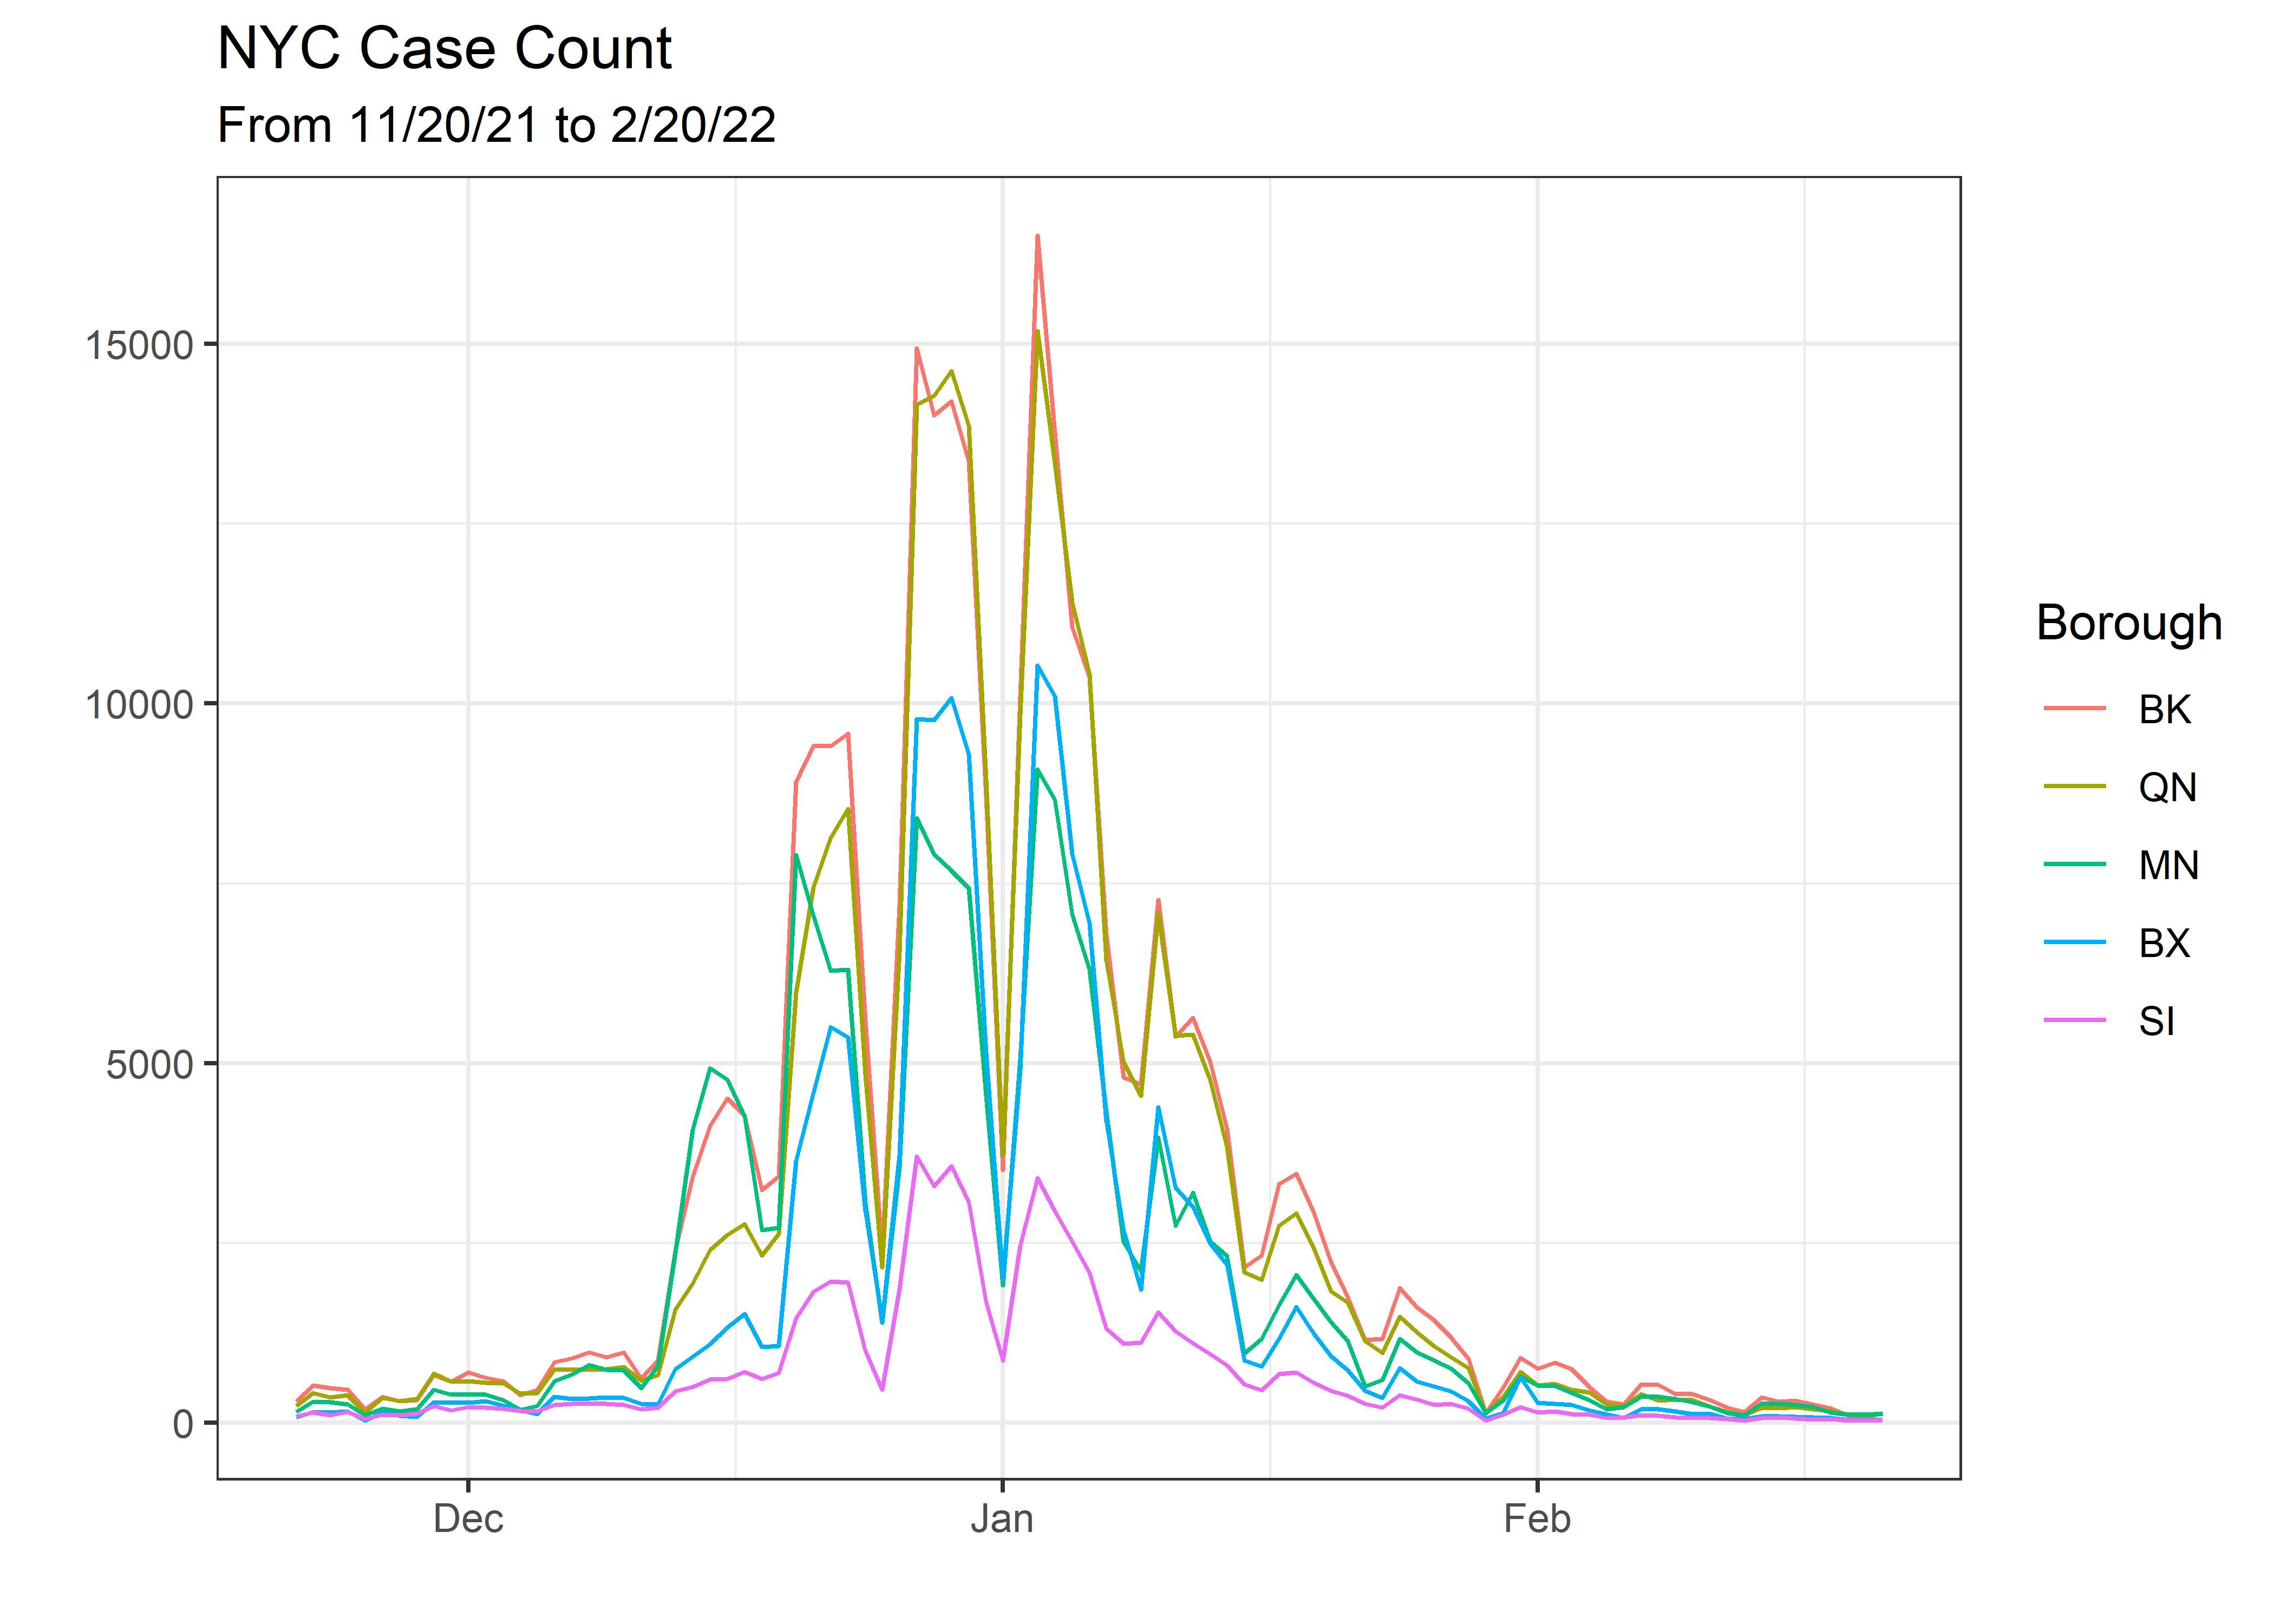 NYC Case Count
From 11/20/21 to 2/20/22
15000
10000
5000
0
Dec Jan Feb
Borough
BK
QN
MN
BX
SI